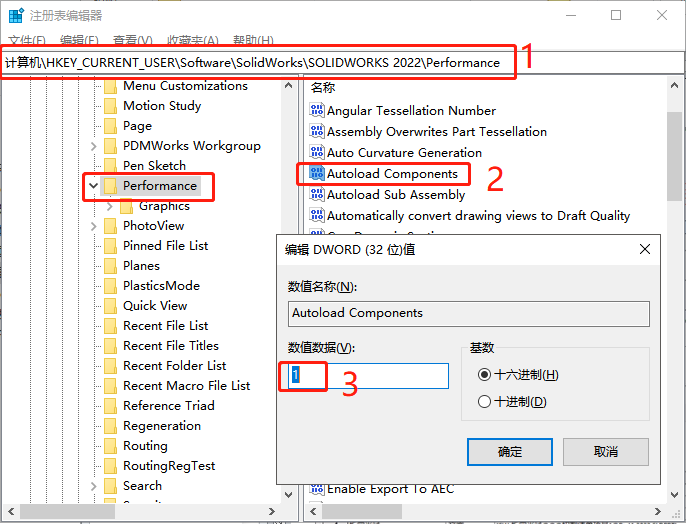 注册表编辑器
文件(F) 编辑(E) 查看(V) 收藏夹(A) 帮助(H)
计算机\HKEY_CURRENT_USER\Software\SolidWorks\SOLIDWORKS 2022\Performance
1
Menu Customizations
Motion Study
Page
PDMWorks Workgroup
Pen Sketch
Performance
Graphics
PhotoView
Pinned File List
Planes
PlasticsMode
Quick View
Recent File List
Recent File Titles
Recent Folder List
Recent Macro File List
Reference Triad
Regeneration
Routing
RoutingRegTest
Search
名称
Angular Tessellation Number
Assembly Overwrites Part Tessellation
Auto Curvature Generation
Autoload Components
2
Autoload Sub Assembly
Automatically convert drawing views to Draft Quality
编辑 DWORD (32 位)值
数值名称(N):
Autoload Components
数值数据(V):
1
3
基数
十六进制(H)
十进制(D)
确定
取消
Enable Export To AEC